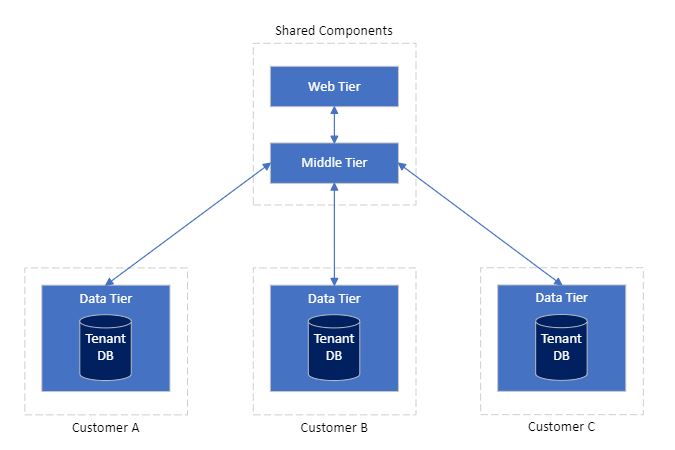 Shared Components
Web Tier
Middle Tier
Data Tier
Tenant
DB
Customer A
Data Tier
Tenant
DB
Customer B
Data Tier
Tenant
DB
Customer C